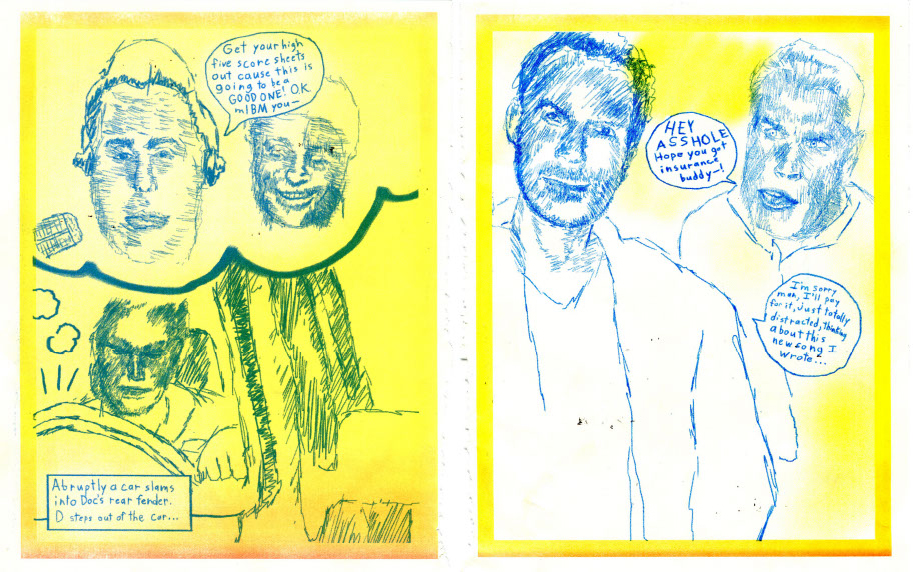 Get your high
five score sheets
out cause this is
going to be a
GOOD ONE! OK
mIBM you—
Abruptly a car slams
into Doc's rear fender.
D steps out of the car...
HEY
ASSHOLE
Hope you got
insurance
buddy—!
I'm sorry
man, I'll pay
for it, just totally
distracted, thinking
about this
new song I
wrote...